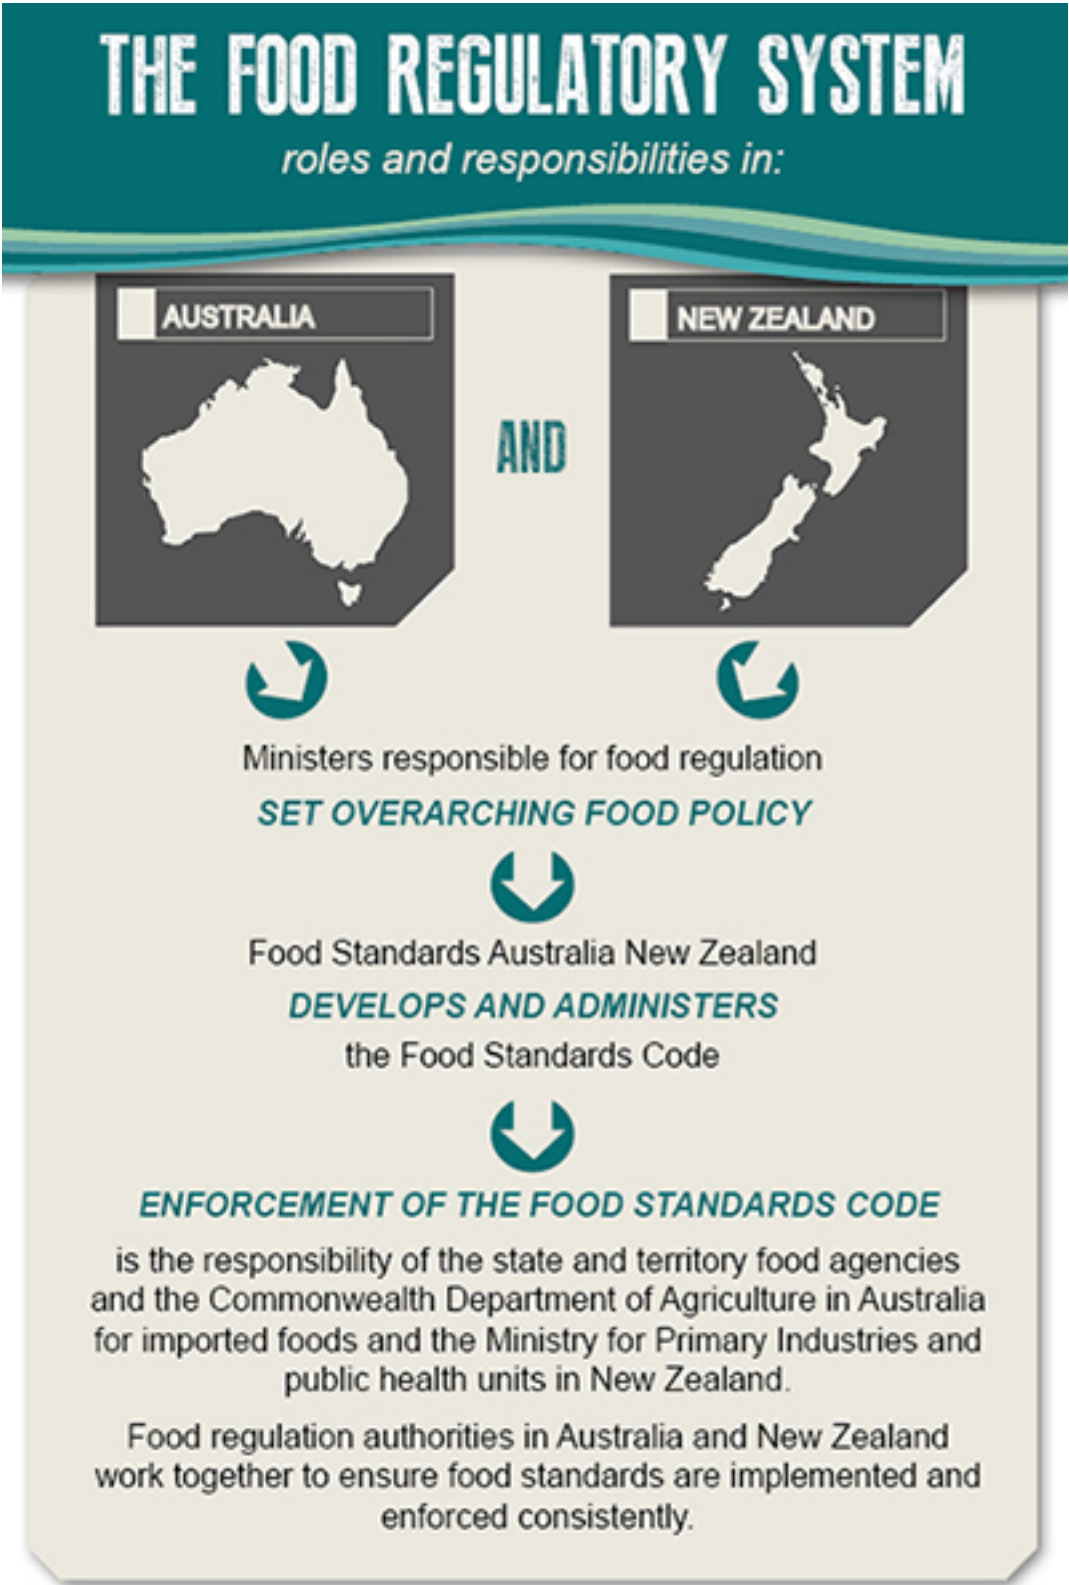 THE FOOD REGULATORY SYSTEM
roles and responsibilities in:
AUSTRALIA
NEW ZEALAND
AND
Ministers responsible for food regulation
SET OVERARCHING FOOD POLICY
Food Standards Australia New Zealand
DEVELOPS AND ADMINISTERS
the Food Standards Code
ENFORCEMENT OF THE FOOD STANDARDS CODE
is the responsibility of the state and territory food agencies
and the Commonwealth Department of Agriculture in Australia
for imported foods and the Ministry for Primary Industries and
public health units in New Zealand.
Food regulation authorities in Australia and New Zealand
work together to ensure food standards are implemented and
enforced consistently.